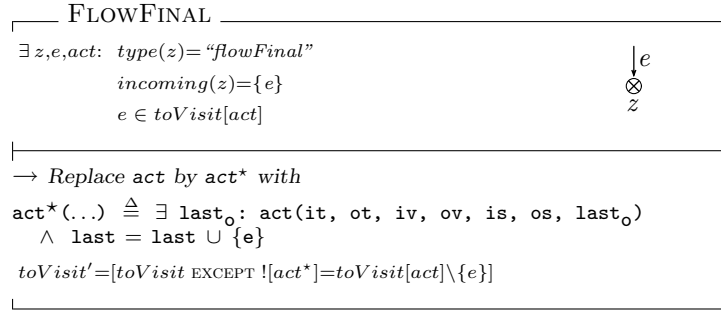 FLOWFINAL
∃ z,e,act: type(z)=“flowFinal”
incoming(z)={e}
e ∈ toVisit[act]
e
z
→ Replace act by act⋆ with
act⋆(...) ≜ ∃ last_o: act(it, ot, iv, ov, is, os, last_o)
∧ last = last ∪ {e}
toVisit′=[toVisit EXCEPT ![act⋆]=toVisit[act]\{e}]